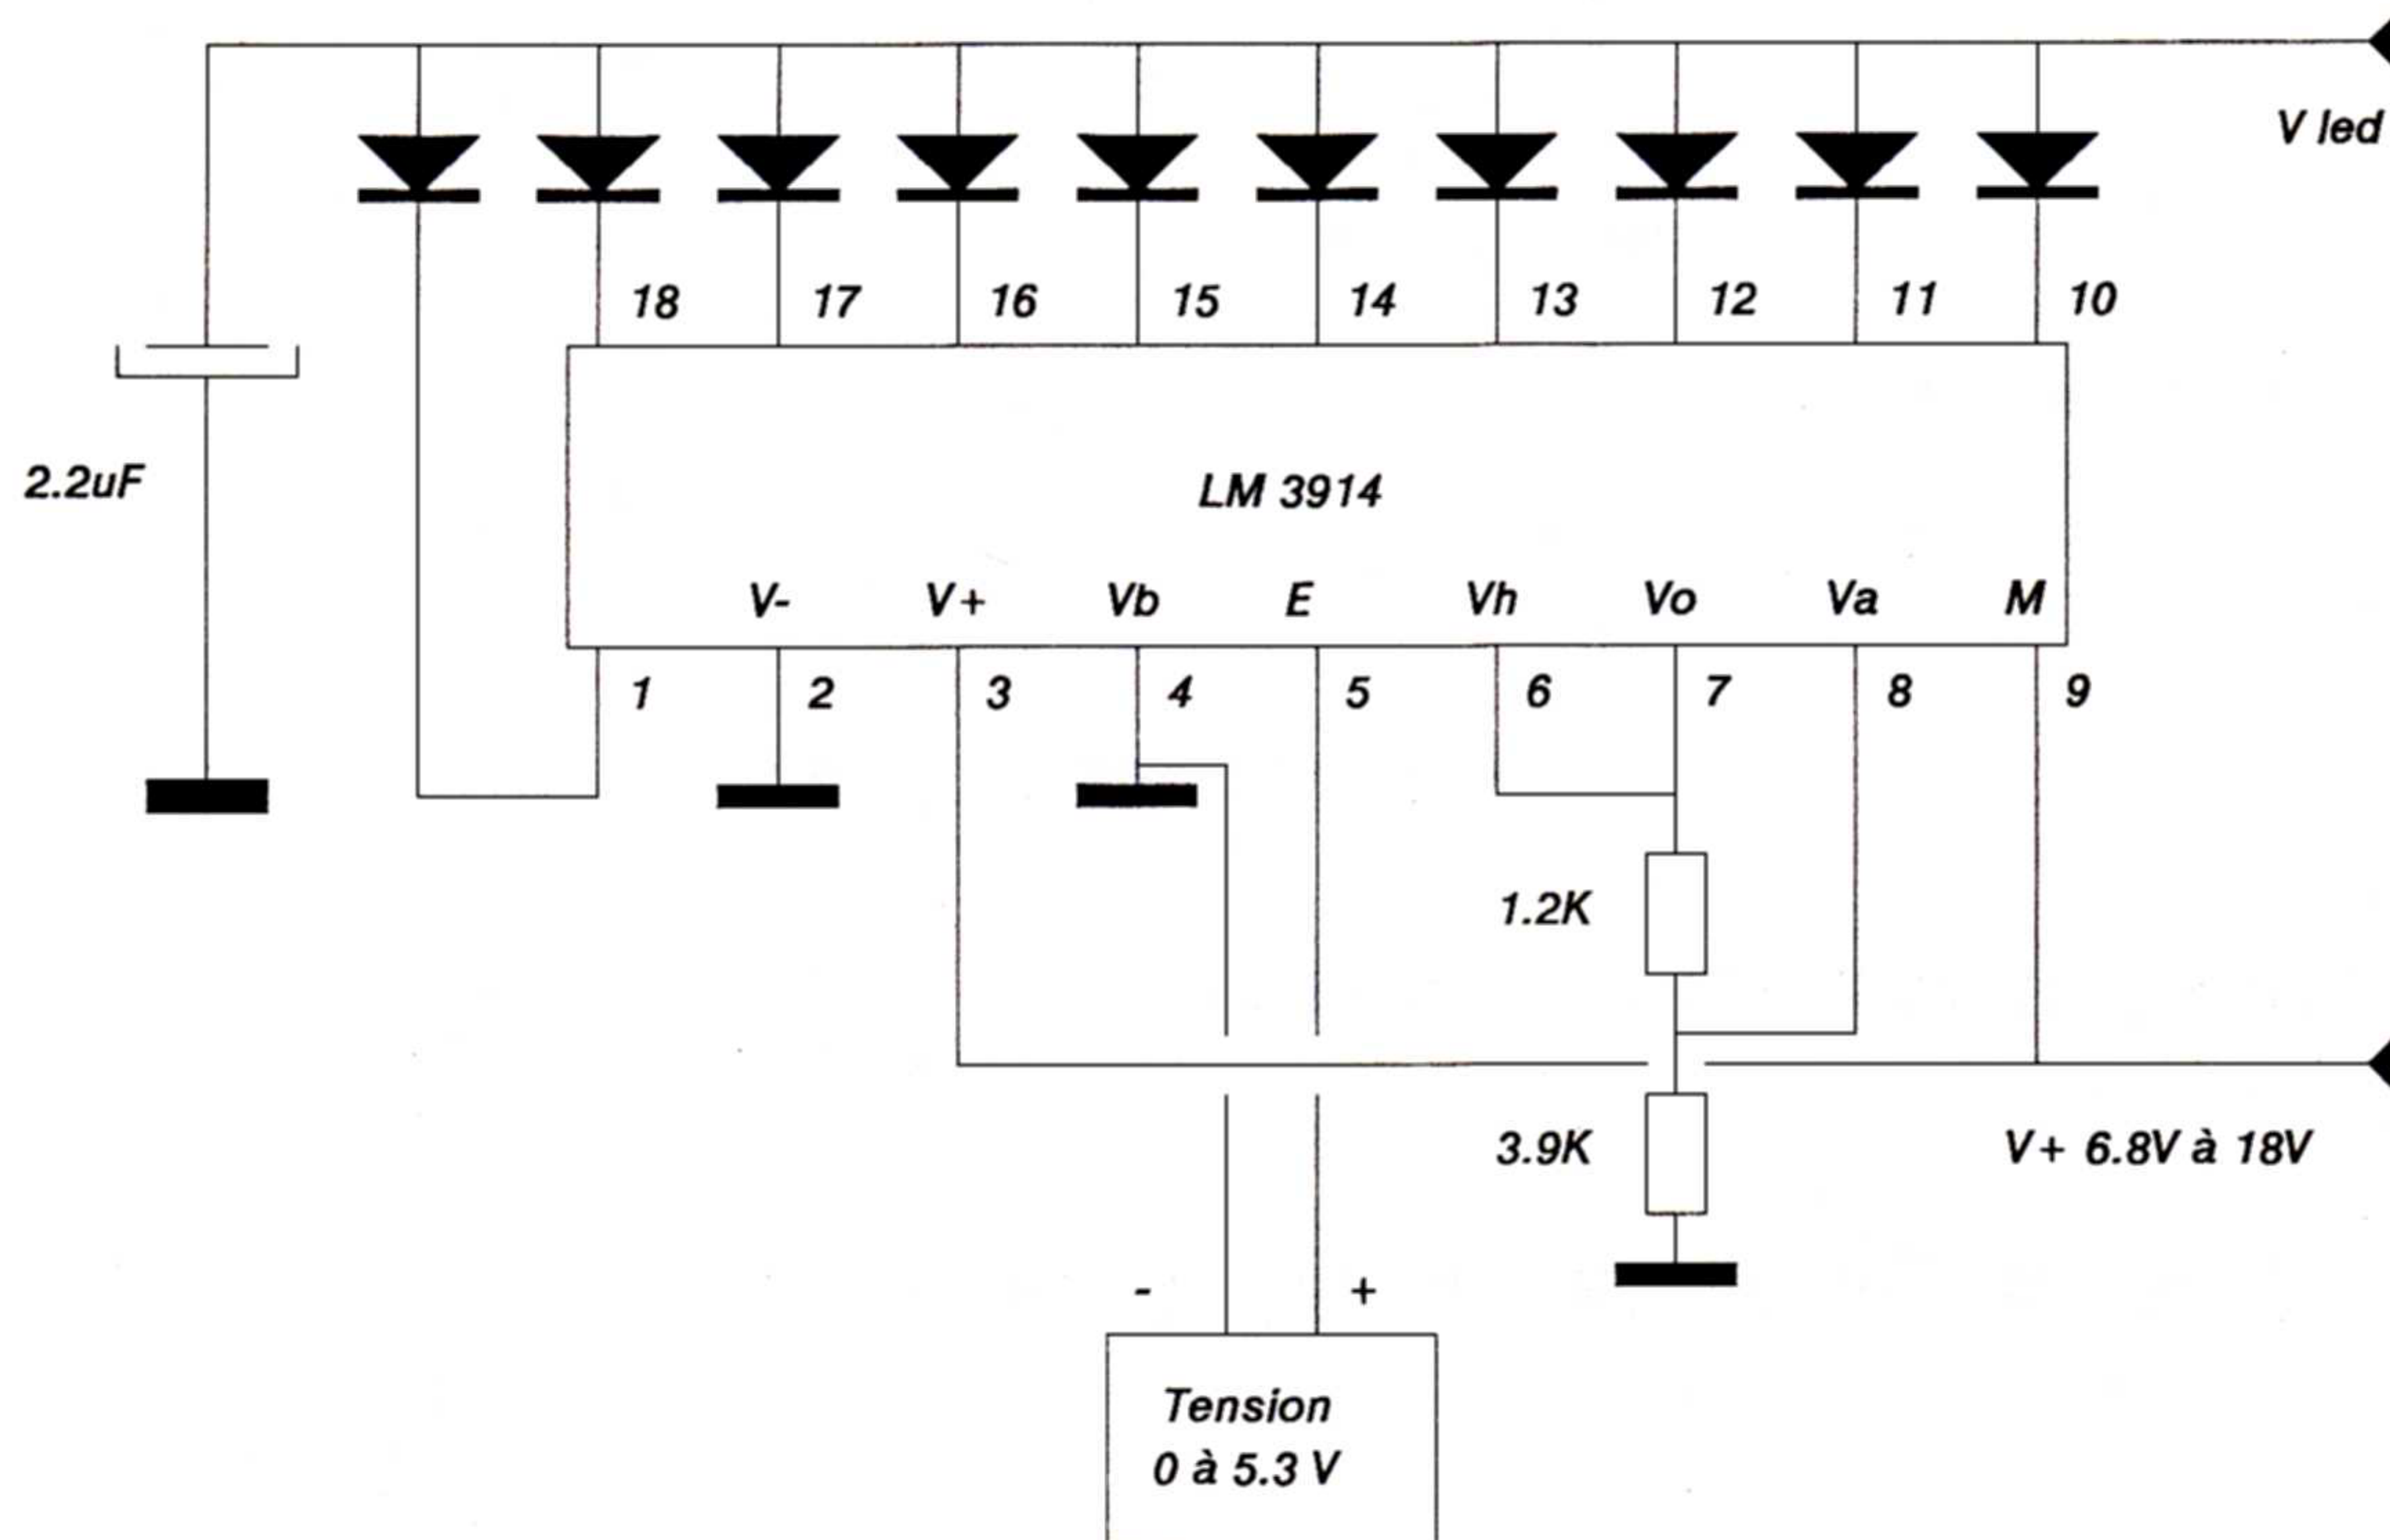 V led
18 17 16 15 14 13 12 11 10
2.2uF
LM 3914
V- V+ Vb E Vh Vo Va M
1 2 3 4 5 6 7 8 9
1.2K
3.9K
V+ 6.8V à 18V
- +
Tension
0 à 5.3 V